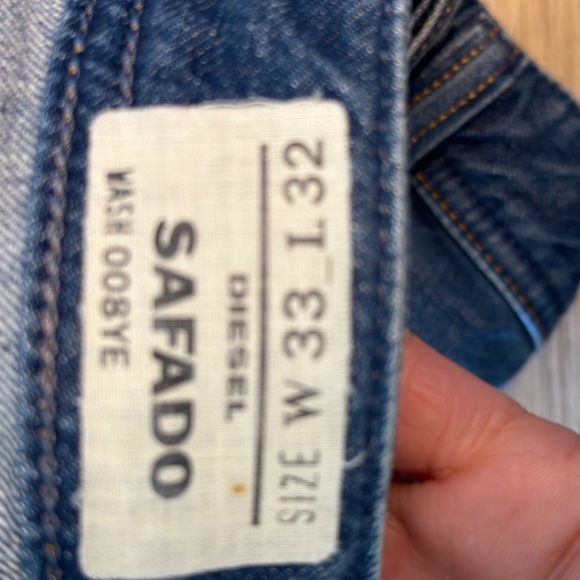 SIZE W 33 L 32
DIESEL
SAFADO
WASH 008YE